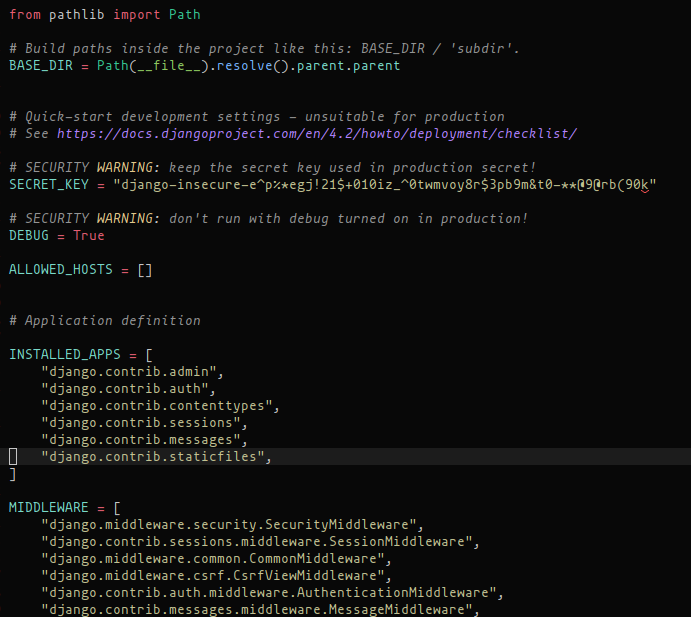 from pathlib import Path
# Build paths inside the project like this: BASE_DIR / 'subdir'.
BASE_DIR = Path(__file__).resolve().parent.parent
# Quick-start development settings - unsuitable for production
# See https://docs.djangoproject.com/en/4.2/howto/deployment/checklist/
# SECURITY WARNING: keep the secret key used in production secret!
SECRET_KEY = "django-insecure-e^p%*egj!21$+010iz_^0twmvoy8r$3pb9m&t0-**@9@rb(90k"
# SECURITY WARNING: don't run with debug turned on in production!
DEBUG = True
ALLOWED_HOSTS = []
# Application definition
INSTALLED_APPS = [
    "django.contrib.admin",
    "django.contrib.auth",
    "django.contrib.contenttypes",
    "django.contrib.sessions",
    "django.contrib.messages",
    "django.contrib.staticfiles",
]
MIDDLEWARE = [
    "django.middleware.security.SecurityMiddleware",
    "django.contrib.sessions.middleware.SessionMiddleware",
    "django.middleware.common.CommonMiddleware",
    "django.middleware.csrf.CsrfViewMiddleware",
    "django.contrib.auth.middleware.AuthenticationMiddleware",
    "django.contrib.messages.middleware.MessageMiddleware",